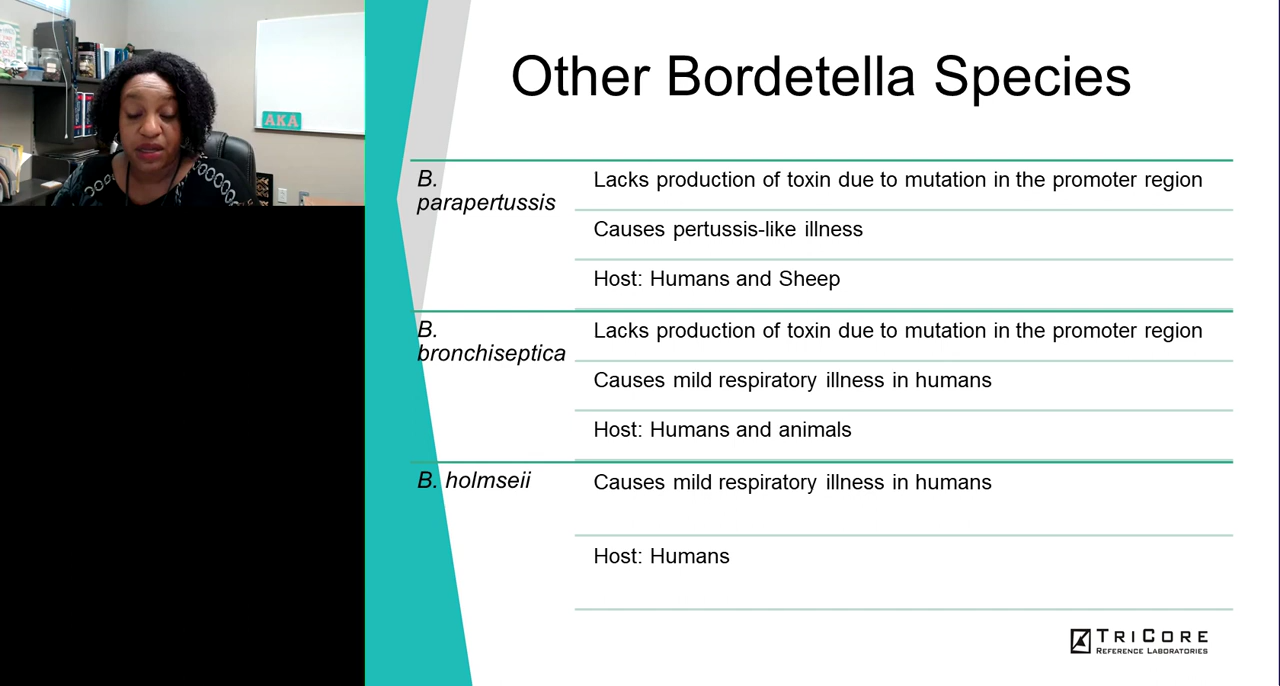 AKA
Other Bordetella Species
B.
parapertussis
Lacks production of toxin due to mutation in the promoter region
Causes pertussis-like illness
Host: Humans and Sheep
B.
bronchiseptica
Lacks production of toxin due to mutation in the promoter region
Causes mild respiratory illness in humans
Host: Humans and animals
B. holmseii
Causes mild respiratory illness in humans
Host: Humans
TRICORE
REFERENCE LABORATORIES